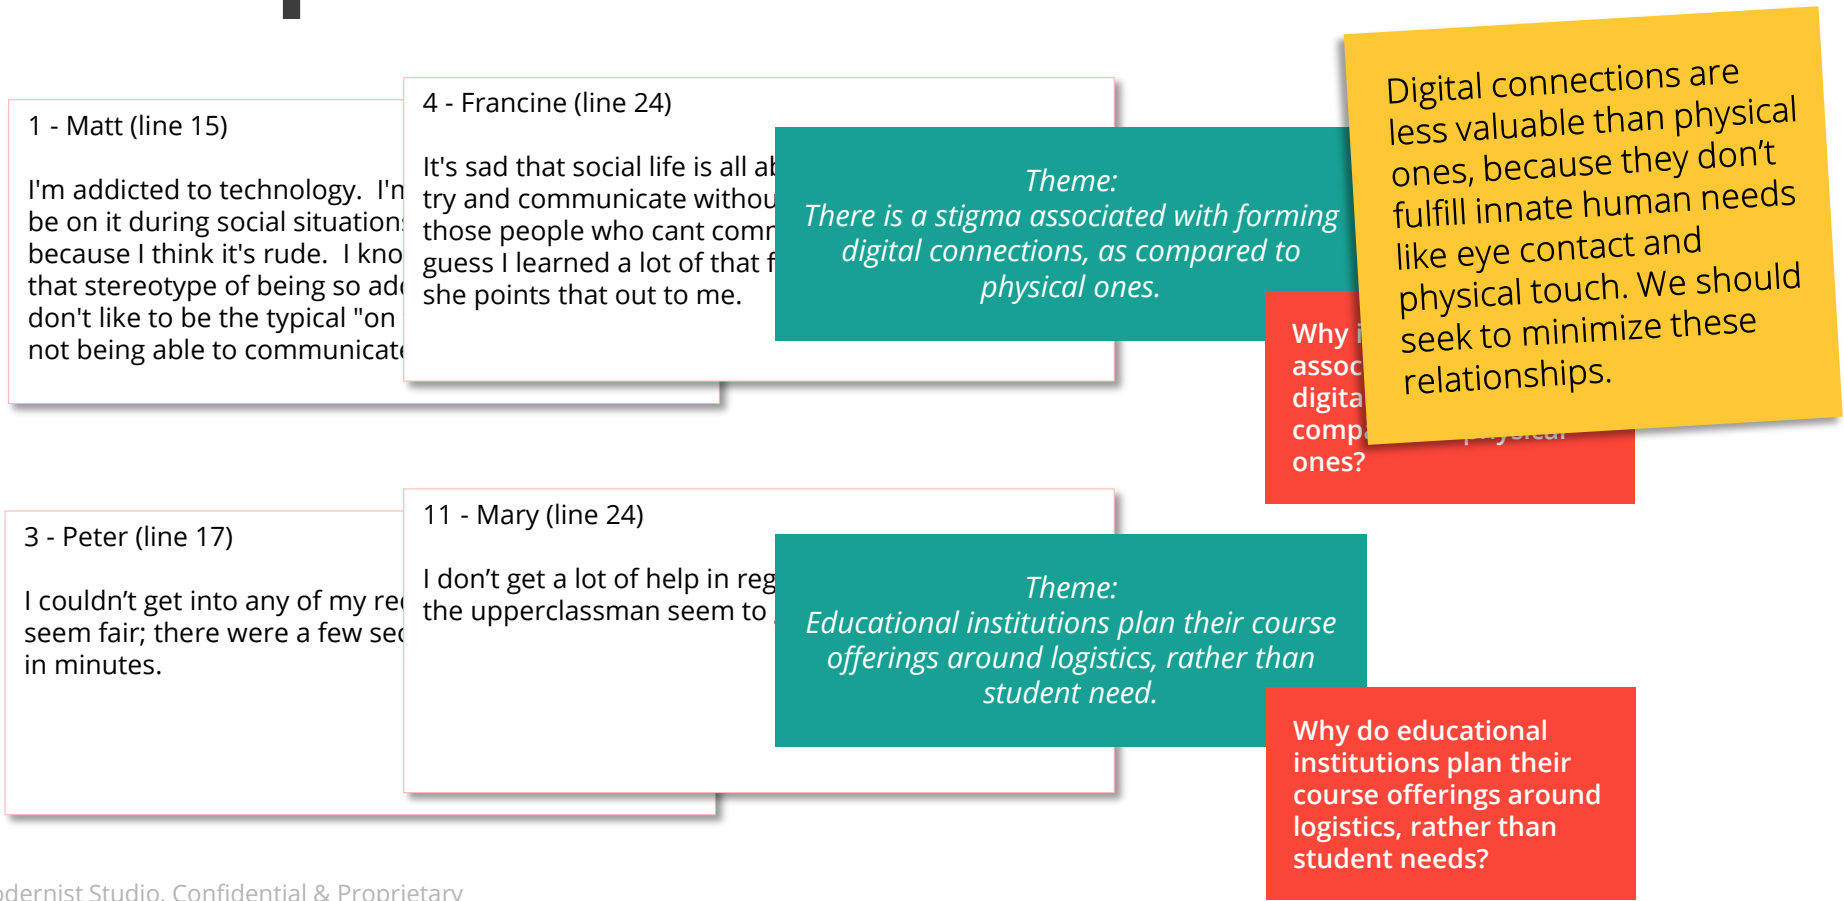 1 - Matt (line 15)
I'm addicted to technology. I'm
be on it during social situations
because I think it's rude. I kno
that stereotype of being so ad
don't like to be the typical "on
not being able to communicate
4 - Francine (line 24)
It's sad that social life is all ab
try and communicate withou
those people who cant comm
guess I learned a lot of that f
she points that out to me.
Theme:
There is a stigma associated with forming
digital connections, as compared to
physical ones.
Why i
assoc
digita
comp physical
ones?
Digital connections are
less valuable than physical
ones, because they don’t
fulfill innate human needs
like eye contact and
physical touch. We should
seek to minimize these
relationships.
3 - Peter (line 17)
I couldn’t get into any of my re
seem fair; there were a few sec
in minutes.
11 - Mary (line 24)
I don’t get a lot of help in reg
the upperclassman seem to
Theme:
Educational institutions plan their course
offerings around logistics, rather than
student need.
Why do educational
institutions plan their
course offerings around
logistics, rather than
student needs?
odernist Studio. Confidential & Proprietary